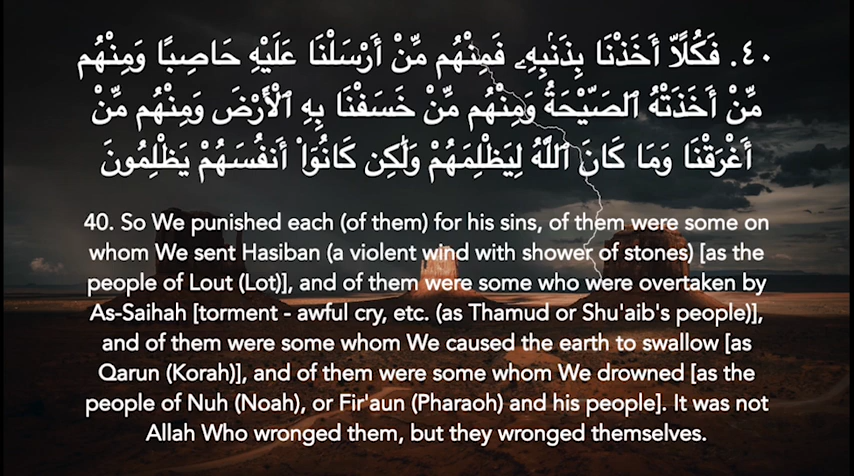 ٤٠. فَكُلًّا أَخَذْنَا بِذَنۢبِهِۦ فَمِنْهُم مَّنْ أَرْسَلْنَا عَلَيْهِ حَاصِبًا وَمِنْهُم
مَّنْ أَخَذَتْهُ ٱلصَّيْحَةُ وَمِنْهُم مَّنْ خَسَفْنَا بِهِ ٱلْأَرْضَ وَمِنْهُم مَّنْ
أَغْرَقْنَا وَمَا كَانَ ٱللَّهُ لِيَظْلِمَهُمْ وَلَٰكِن كَانُوٓا۟ أَنفُسَهُمْ يَظْلِمُونَ
40. So We punished each (of them) for his sins, of them were some on
whom We sent Hasiban (a violent wind with shower of stones) [as the
people of Lout (Lot)], and of them were some who were overtaken by
As-Saihah [torment - awful cry, etc. (as Thamud or Shu'aib's people)],
and of them were some whom We caused the earth to swallow [as
Qarun (Korah)], and of them were some whom We drowned [as the
people of Nuh (Noah), or Fir'aun (Pharaoh) and his people]. It was not
Allah Who wronged them, but they wronged themselves.